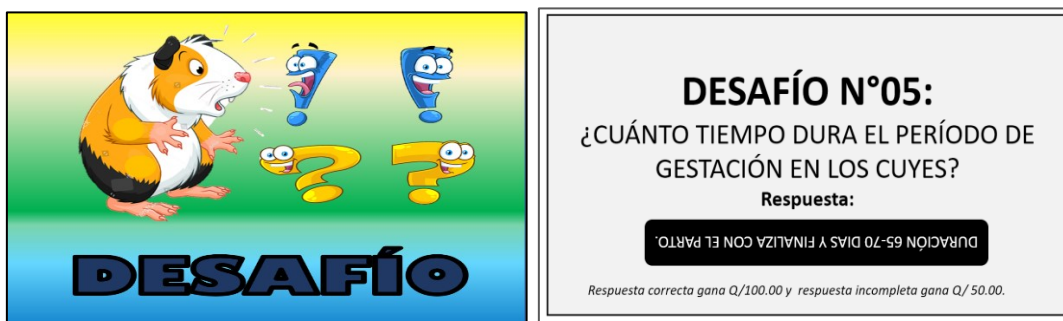 DESAFÍO
DESAFÍO N°05:
¿CUÁNTO TIEMPO DURA EL PERÍODO DE
GESTACIÓN EN LOS CUYES?
Respuesta:
DURACIÓN 65-70 DIAS Y FINALIZA CON EL PARTO.
Respuesta correcta gana Q/100.00 y respuesta incompleta gana Q/ 50.00.